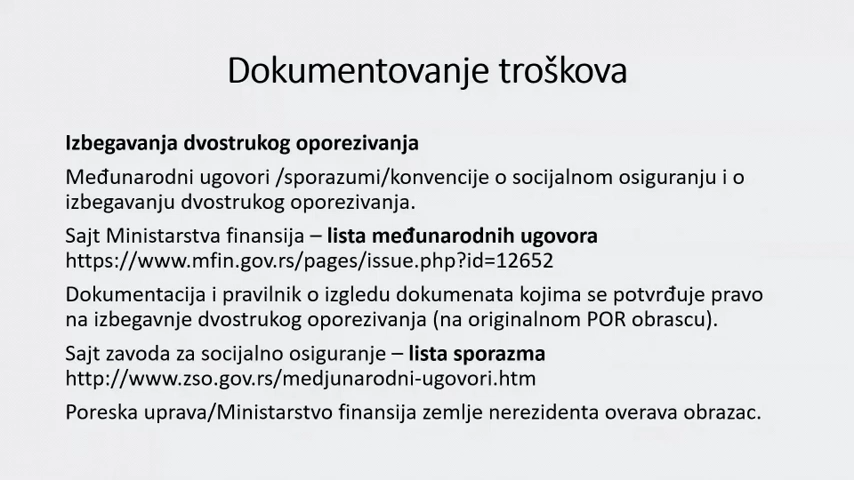 Dokumentovanje troškova
Izbegavanja dvostrukog oporezivanja
Međunarodni ugovori /sporazumi/konvencije o socijalnom osiguranju i o
izbegavanju dvostrukog oporezivanja.
Sajt Ministarstva finansija – lista međunarodnih ugovora
https://www.mfin.gov.rs/pages/issue.php?id=12652
Dokumentacija i pravilnik o izgledu dokumenata kojima se potvrđuje pravo
na izbegavnje dvostrukog oporezivanja (na originalnom POR obrascu).
Sajt zavoda za socijalno osiguranje – lista sporazma
http://www.zso.gov.rs/medjunarodni-ugovori.htm
Poreska uprava/Ministarstvo finansija zemlje nerezidenta overava obrazac.